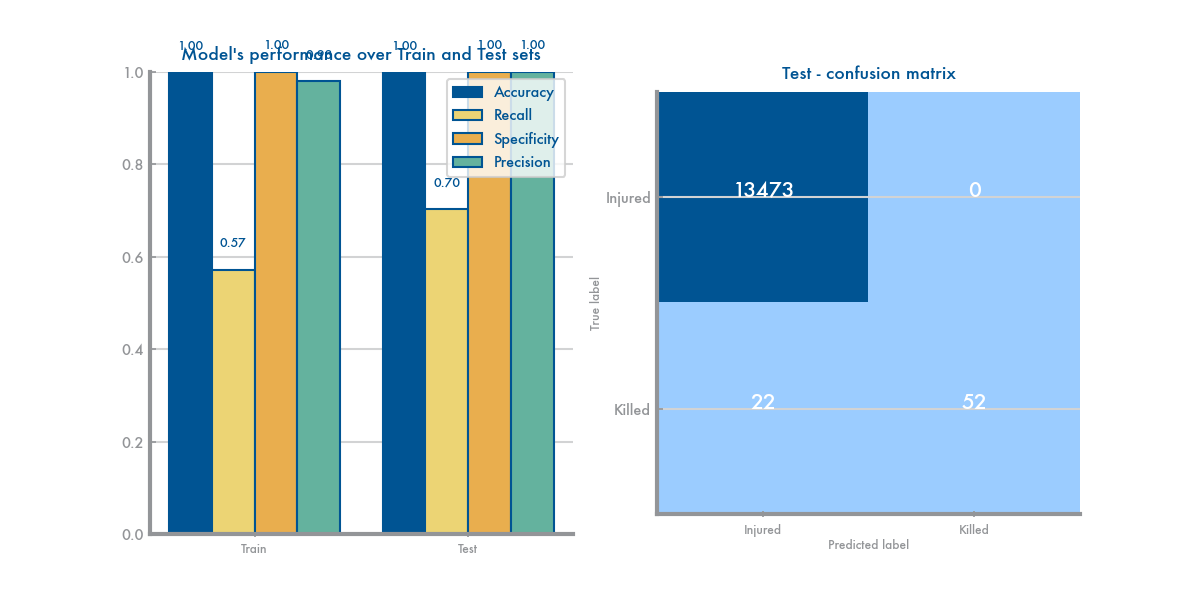 Model's performance over Train and Test sets
1.00
1.00
0.98
1.00
1.00
1.00
0.57
0.70
Accuracy
Recall
Specificity
Precision
1.0
0.8
0.6
0.4
0.2
0.0
Train
Test
Test - confusion matrix
True label
Injured
Killed
13473
0
22
52
Injured
Killed
Predicted label